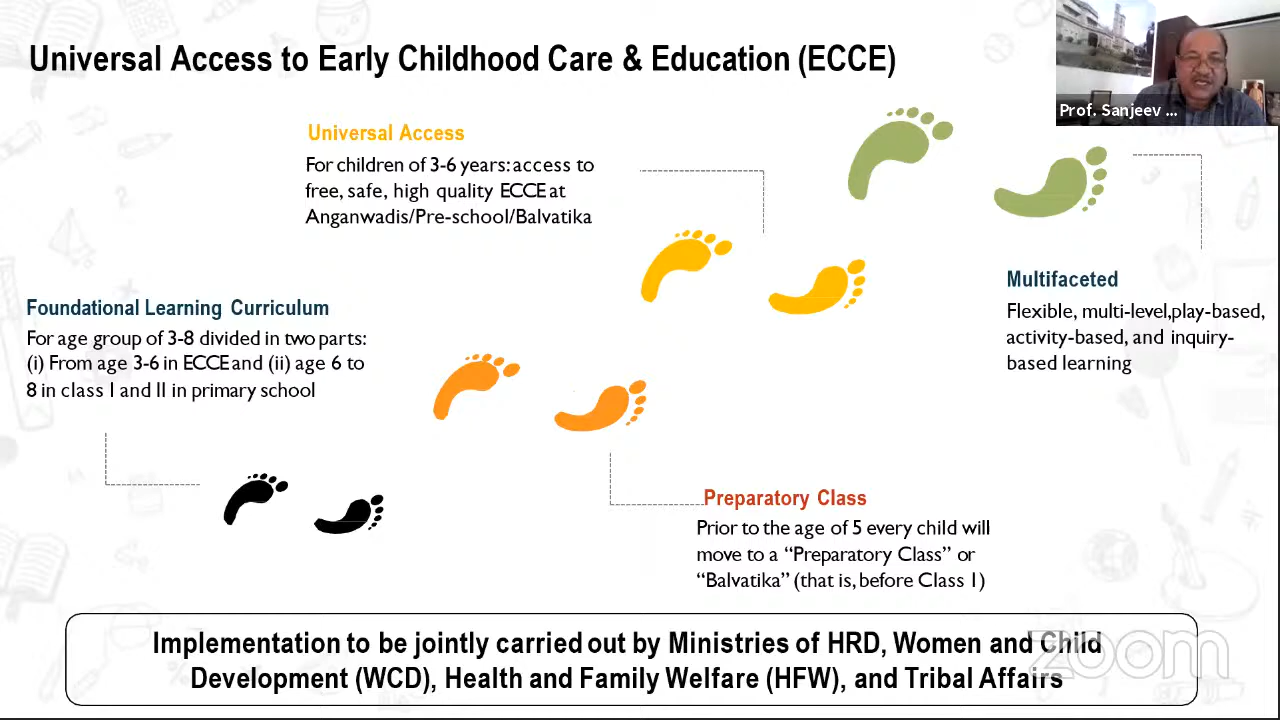 Universal Access to Early Childhood Care & Education (ECCE)
Prof. Sanjeev ...
Universal Access
For children of 3-6 years: access to
free, safe, high quality ECCE at
Anganwadis/Pre-school/Balvatika
Foundational Learning Curriculum
For age group of 3-8 divided in two parts:
(i) From age 3-6 in ECCE and (ii) age 6 to
8 in class I and II in primary school
Multifaceted
Flexible, multi-level,play-based,
activity-based, and inquiry-
based learning
Preparatory Class
Prior to the age of 5 every child will
move to a “Preparatory Class” or
“Balvatika” (that is, before Class 1)
Implementation to be jointly carried out by Ministries of HRD, Women and Child
Development (WCD), Health and Family Welfare (HFW), and Tribal Affairs
zoom